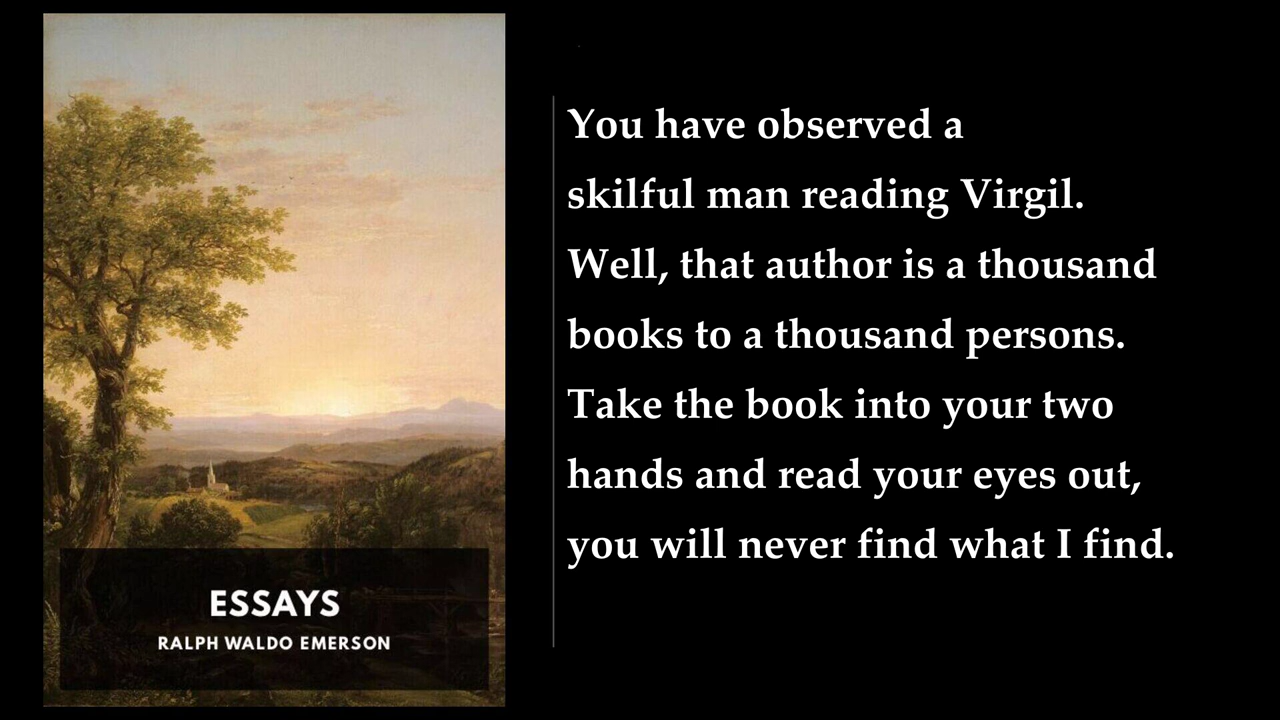 ESSAYS
RALPH WALDO EMERSON
You have observed a
skilful man reading Virgil.
Well, that author is a thousand
books to a thousand persons.
Take the book into your two
hands and read your eyes out,
you will never find what I find.